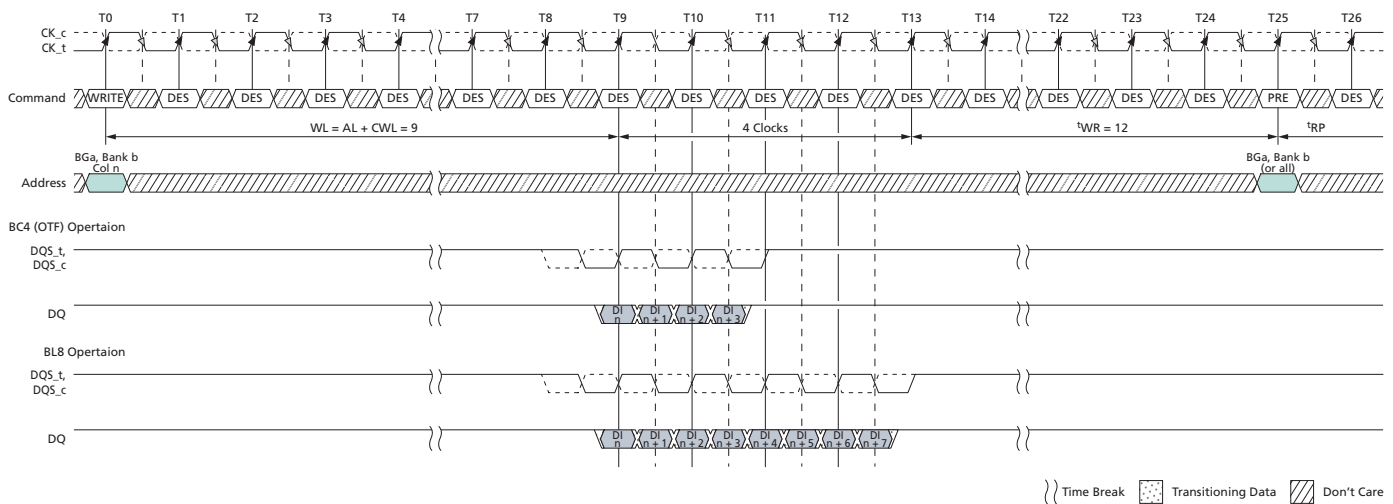 T0 T1 T2 T3 T4 T7 T8 T9 T10 T11 T12 T13 T14 T22 T23 T24 T25 T26
CK_c
CK_t
Command WRITE DES DES DES DES DES DES DES DES DES DES DES DES DES DES DES PRE DES
WL = AL + CWL = 9 4 Clocks tWR = 12 tRP
BGa, Bank b
Col n
BGa, Bank b
(or all)
Address
BC4 (OTF) Opertaion
DQS_t,
DQS_c
DQ
DI n DI n + 1 DI n + 2 DI n + 3
BL8 Opertaion
DQS_t,
DQS_c
DQ
DI n DI n + 1 DI n + 2 DI n + 3 DI n + 4 DI n + 5 DI n + 6 DI n + 7
Time Break Transitioning Data Don't Care